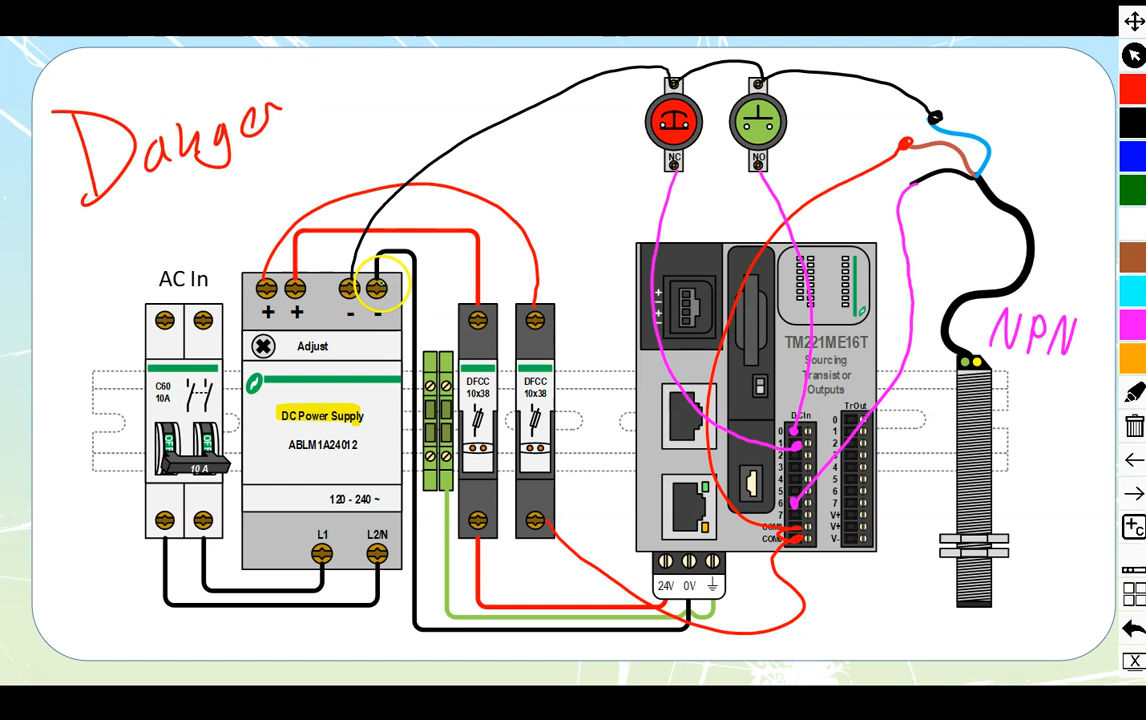 Danger
NC
NO
AC In
+ + - -
Adjust
C60
10A
DFCC
10x38
DFCC
10x38
DC Power Supply
ABLM1A24012
OFF
OFF
10 A
120 - 240 ~
L1
L2/N
+
-
+
-
TM221ME16T
Sourcing
Transistor
Outputs
DC In
TrOut
0
1
2
3
4
5
6
7
COM0
COM
0
1
2
3
4
5
6
7
V+
V+
V-
24V
0V
NPN
+C
X